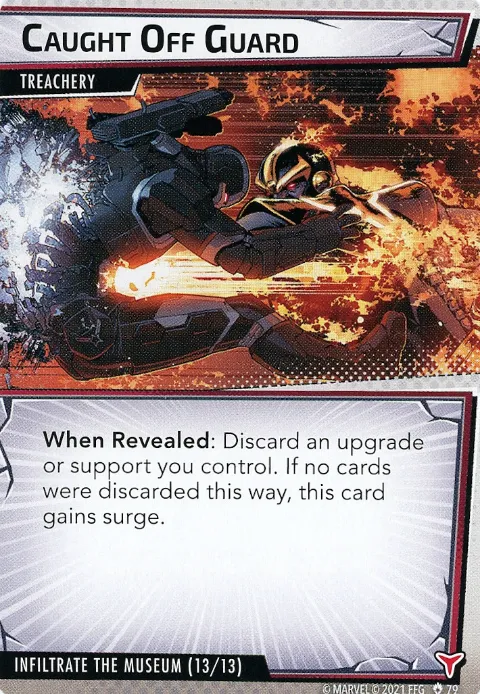 Caught Off Guard
TREACHERY
When Revealed: Discard an upgrade
or support you control. If no cards
were discarded this way, this card
gains surge.
INFILTRATE THE MUSEUM (13/13)
© MARVEL © 2021 FFG 79